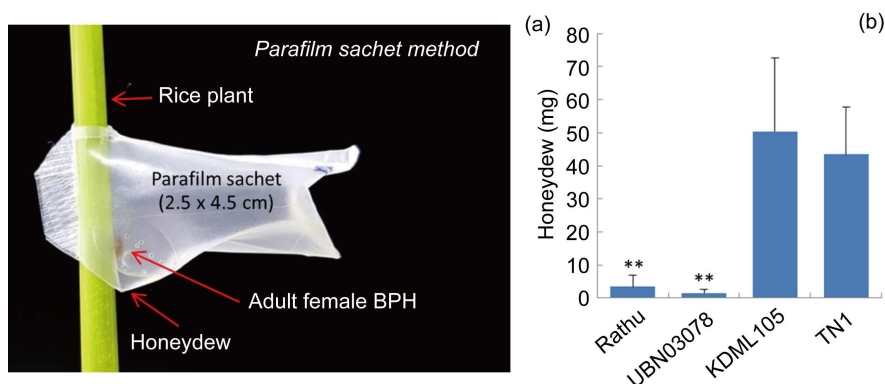 Parafilm sachet method
Rice plant
Parafilm sachet
(2.5 x 4.5 cm)
Adult female BPH
Honeydew
(a)
(b)
Honeydew (mg)
80
70
60
50
40
30
20
10
0
**
**
Rathu
UBN03078
KDML105
TN1